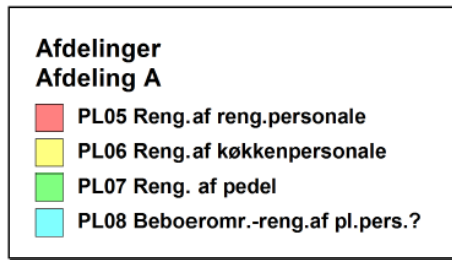 Afdelinger
Afdeling A
PL05 Reng.af reng.personale
PL06 Reng.af køkkenpersonale
PL07 Reng. af pedel
PL08 Beboeromr.-reng.af pl.pers.?